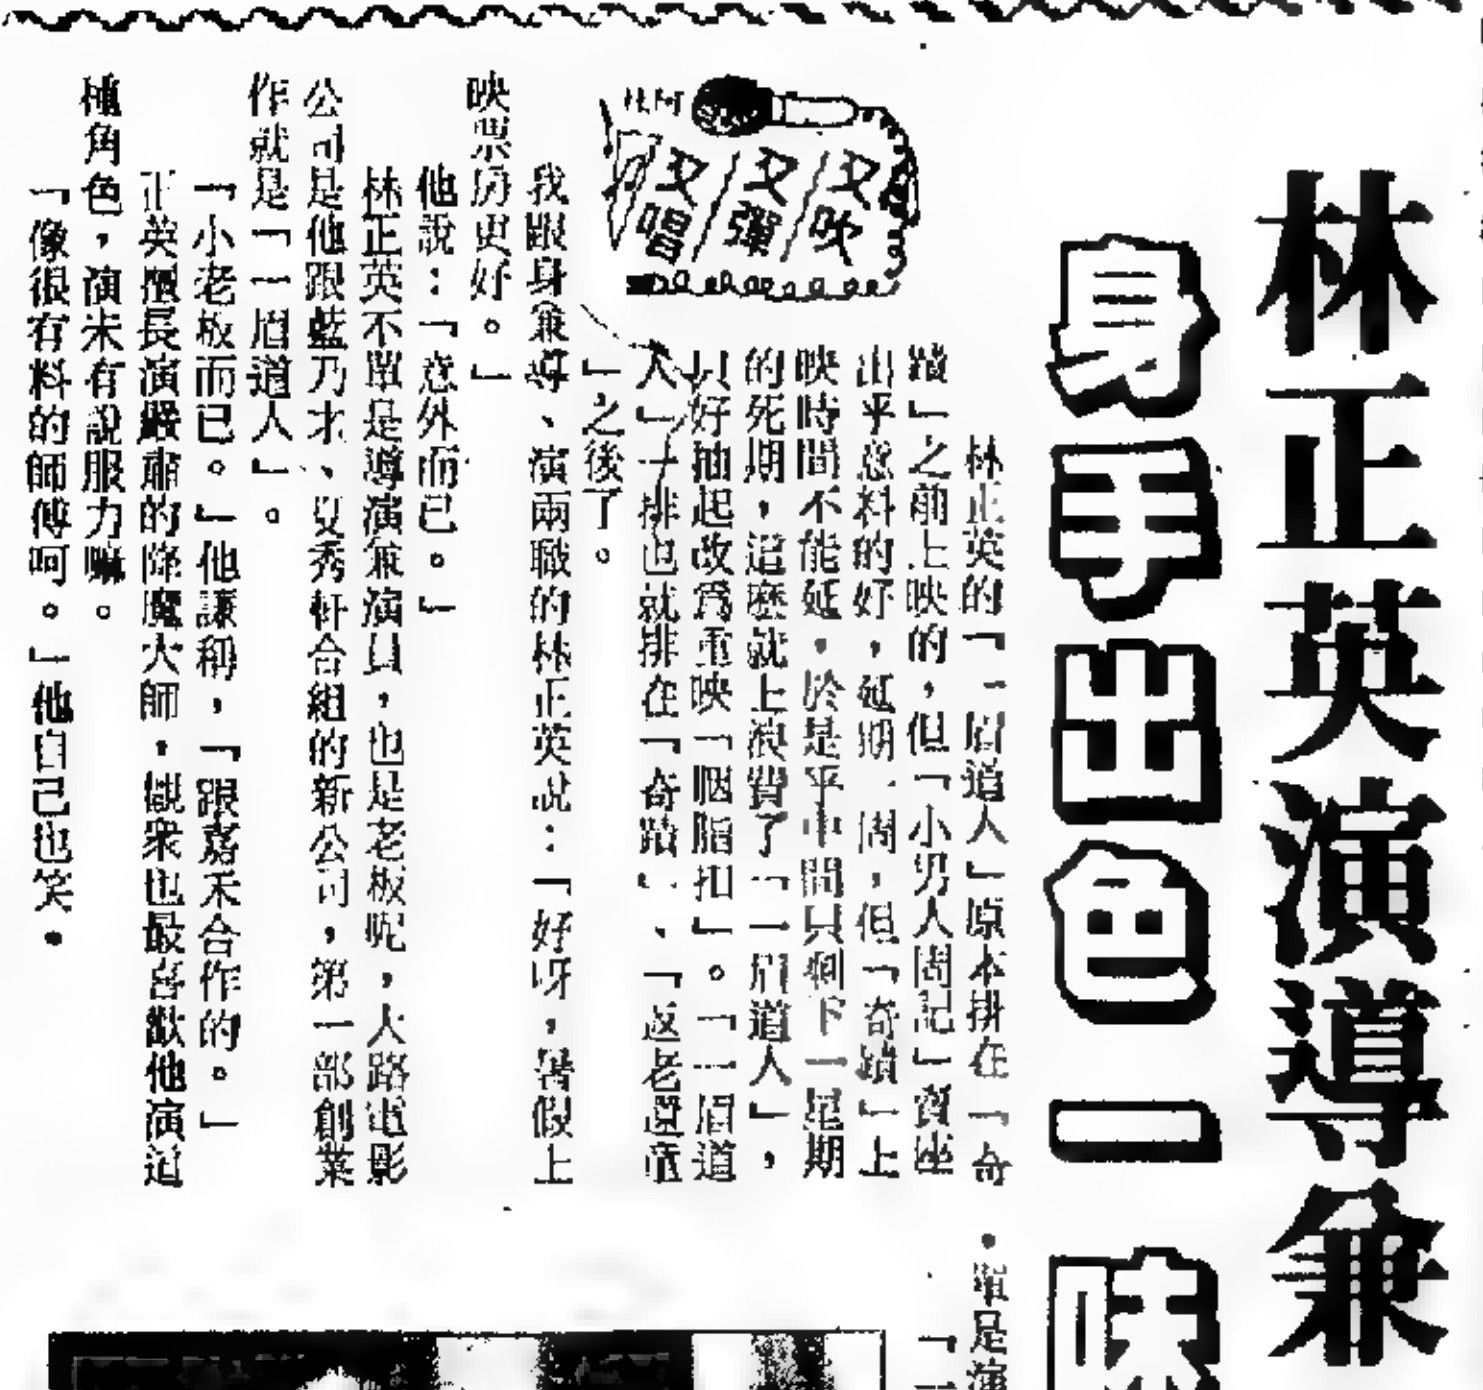 林正英演導兼
身手出色一味
又吹
又彈
又唱
林正英的「一眉道人」原本排在「奇
蹟」之前上映的，但「小男人周記」賣座
出乎意料的好，延期一周，但「奇蹟」上
映時間不能延，於是乎中間只剩下一星期
的死期，這麼就上浪費了「一眉道人」，
只好抽起改為重映「胭脂扣」。「一眉道
人」一排也就排在「奇蹟」、「返老還童
」之後了。
我跟身兼導、演兩職的林正英說：「好呀，暑假上
映票房更好。」
他說：「意外而已。」
林正英不單是導演兼演員，也是老板呢，大路電影
公司是他跟藍乃才、夏秀軒合組的新公司，第一部創業
作就是「一眉道人」。
「小老板而已。」他謙稱，「跟嘉禾合作的。」
正英擅長演嚴肅的降魔大師，觀眾也最喜歡他演這
種角色，演來有說服力嘛。
「像很有料的師傅呵。」他自己也笑。
・單是演
「一